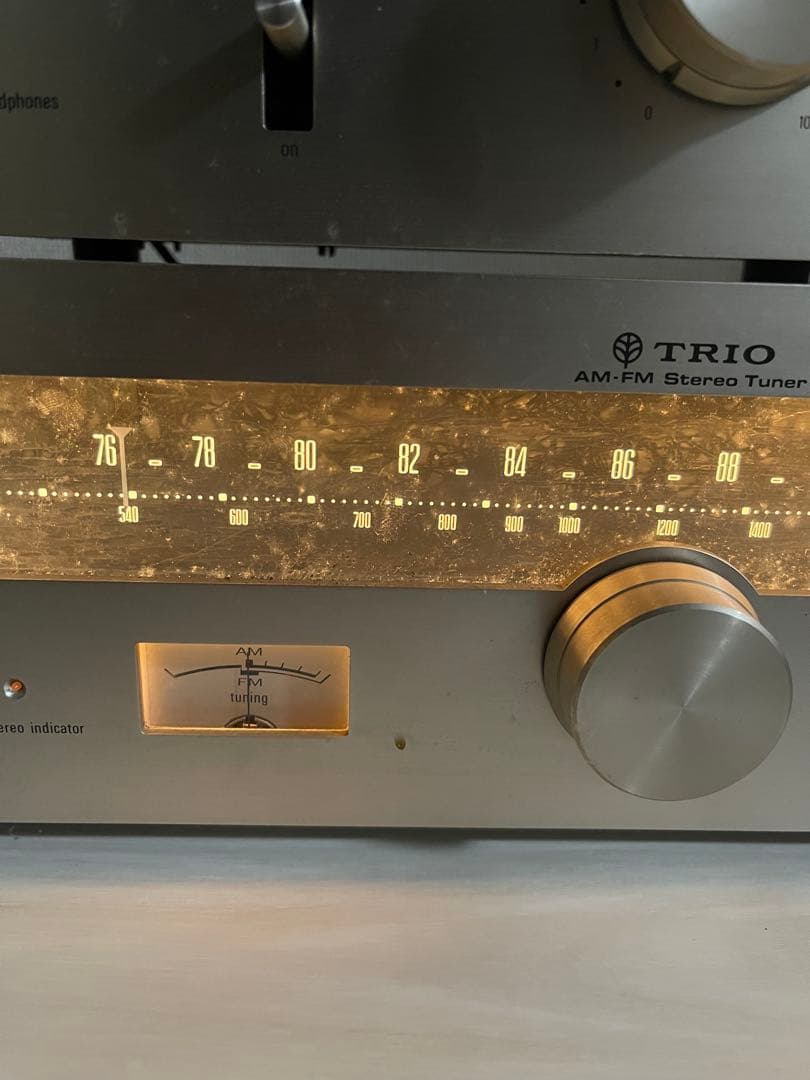 dphones
on
1
0
10
TRIO
AM-FM Stereo Tuner
76 – 78 – 80 – 82 – 84 – 86 – 88 –
540 600 700 800 900 1000 1200 1400
AM
FM
tuning
ereo indicator